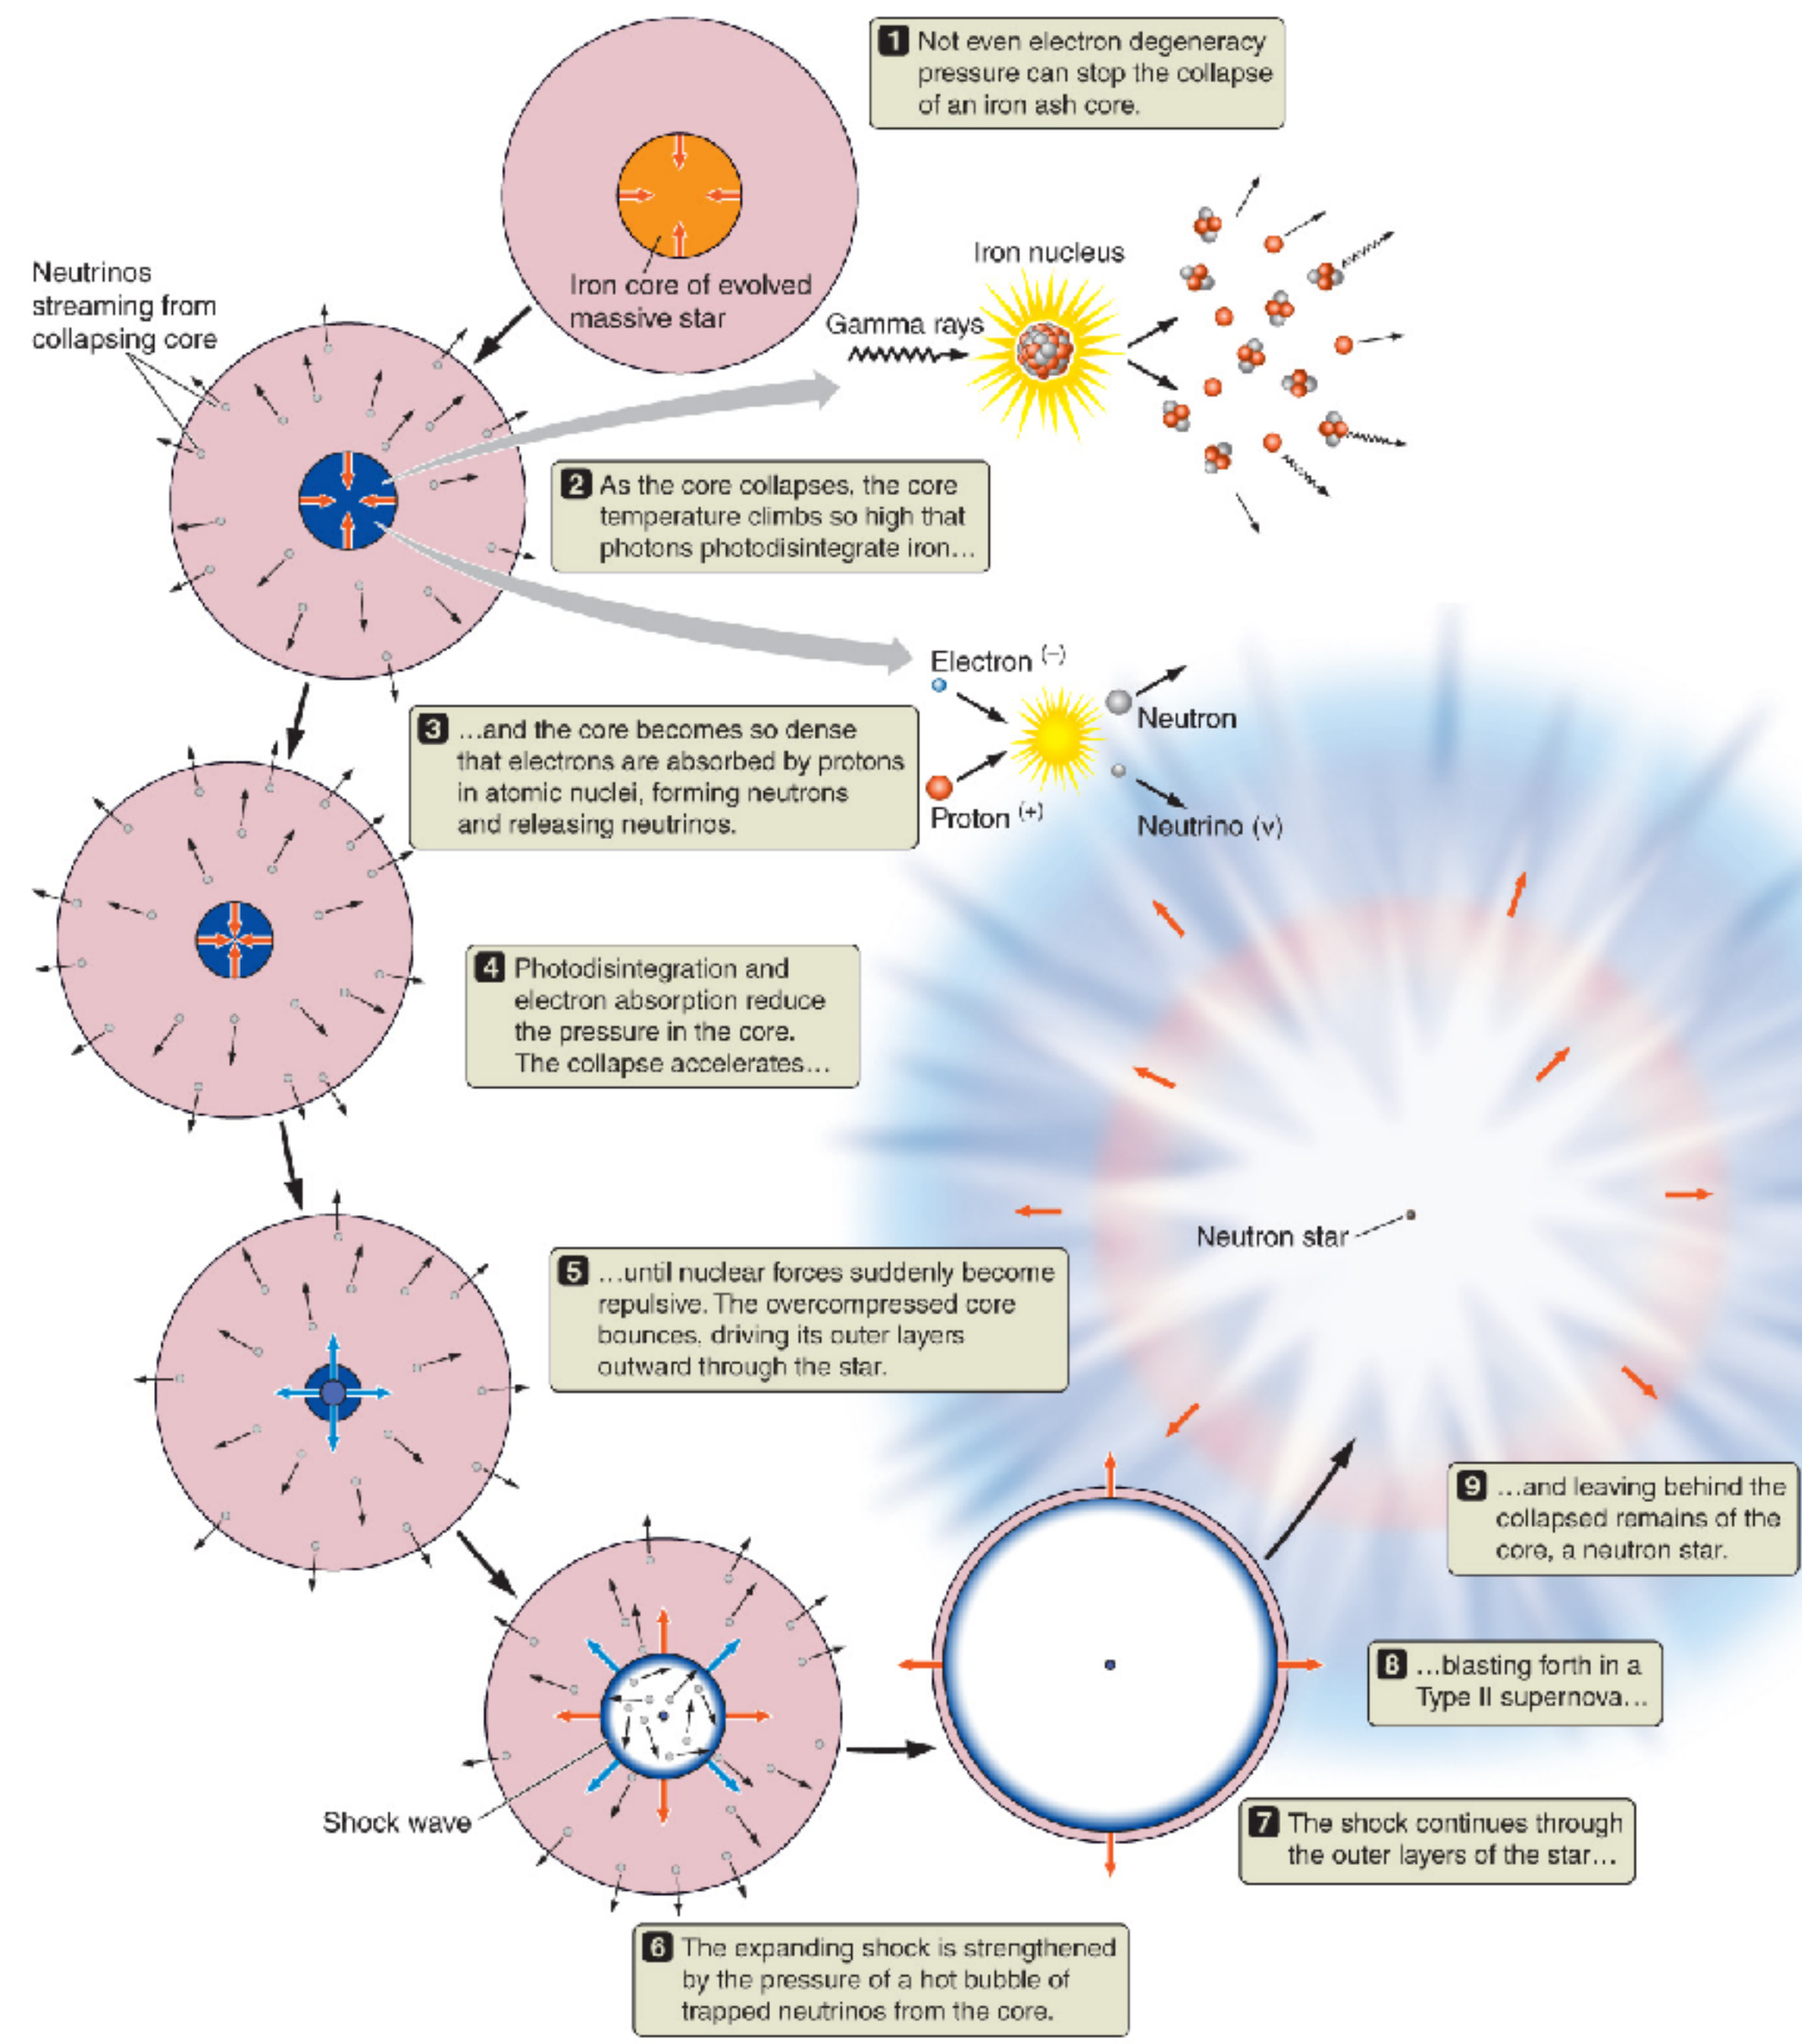 1 Not even electron degeneracy
pressure can stop the collapse
of an iron ash core.
Iron core of evolved
massive star
Neutrinos
streaming from
collapsing core
Iron nucleus
Gamma rays
2 As the core collapses, the core
temperature climbs so high that
photons photodisintegrate iron...
Electron (–)
Neutron
Proton (+)
Neutrino (ν)
3 ...and the core becomes so dense
that electrons are absorbed by protons
in atomic nuclei, forming neutrons
and releasing neutrinos.
4 Photodisintegration and
electron absorption reduce
the pressure in the core.
The collapse accelerates...
Neutron star
5 ...until nuclear forces suddenly become
repulsive. The overcompressed core
bounces, driving its outer layers
outward through the star.
Shock wave
6 The expanding shock is strengthened
by the pressure of a hot bubble of
trapped neutrinos from the core.
7 The shock continues through
the outer layers of the star...
8 ...blasting forth in a
Type II supernova...
9 ...and leaving behind the
collapsed remains of the
core, a neutron star.